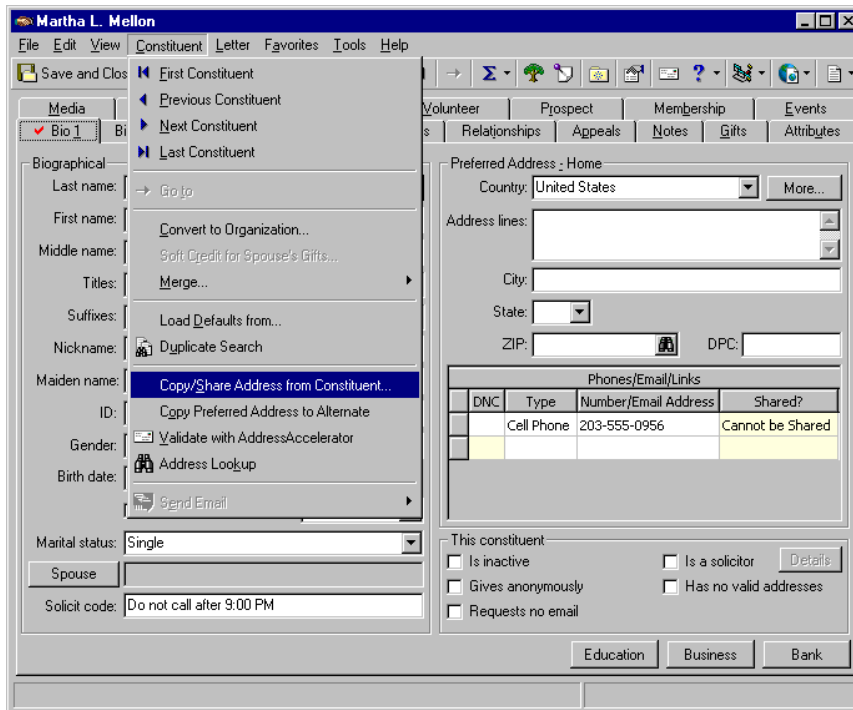 Martha L. Mellon
File Edit View Constituent Letter Favorites Tools Help
Save and Clos
First Constituent
Previous Constituent
Next Constituent
Last Constituent
Go to
Convert to Organization...
Soft Credit for Spouse's Gifts...
Merge...
Load Defaults from...
Duplicate Search
Copy/Share Address from Constituent...
Copy Preferred Address to Alternate
Validate with AddressAccelerator
Address Lookup
Send Email
Media Volunteer Prospect Membership Events
Bio 1 Bi s Relationships Appeals Notes Gifts Attributes
Biographical
Last name:
First name:
Middle name:
Titles:
Suffixes:
Nickname:
Maiden name:
ID:
Gender:
Birth date:
Marital status: Single
Spouse
Solicit code: Do not call after 9:00 PM
Preferred Address - Home
Country: United States More...
Address lines:
City:
State:
ZIP: DPC:
Phones/Email/Links
DNC Type Number/Email Address Shared?
Cell Phone 203-555-0956 Cannot be Shared
This constituent
Is inactive Is a solicitor Details
Gives anonymously Has no valid addresses
Requests no email
Education Business Bank